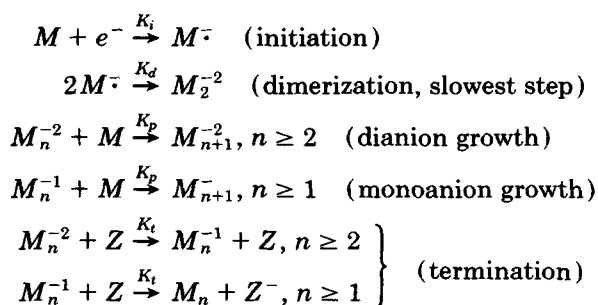 M + e⁻ →^{K_i} M·⁻ (initiation)
2M·⁻ →^{K_d} M₂⁻² (dimerization, slowest step)
Mₙ⁻² + M →^{K_p} Mₙ₊₁⁻², n ≥ 2 (dianion growth)
Mₙ⁻¹ + M →^{K_p} Mₙ₊₁⁻, n ≥ 1 (monoanion growth)
Mₙ⁻² + Z →^{K_t} Mₙ⁻¹ + Z, n ≥ 2
Mₙ⁻¹ + Z →^{K_t} Mₙ + Z⁻, n ≥ 1 } (termination)